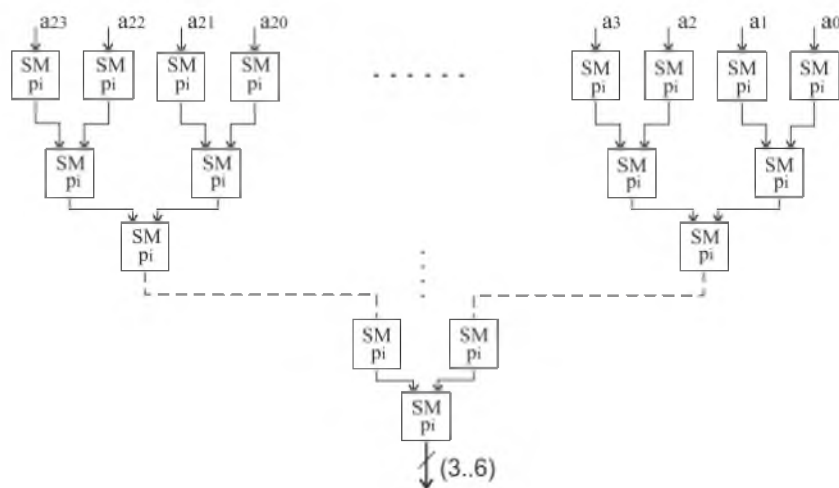 a23 a22 a21 a20 a3 a2 a1 a0
SM SM SM SM SM SM SM SM
pi pi pi pi pi pi pi pi
SM SM SM SM
pi pi pi pi
SM SM
pi pi
SM SM
pi pi
SM
pi
(3..6)